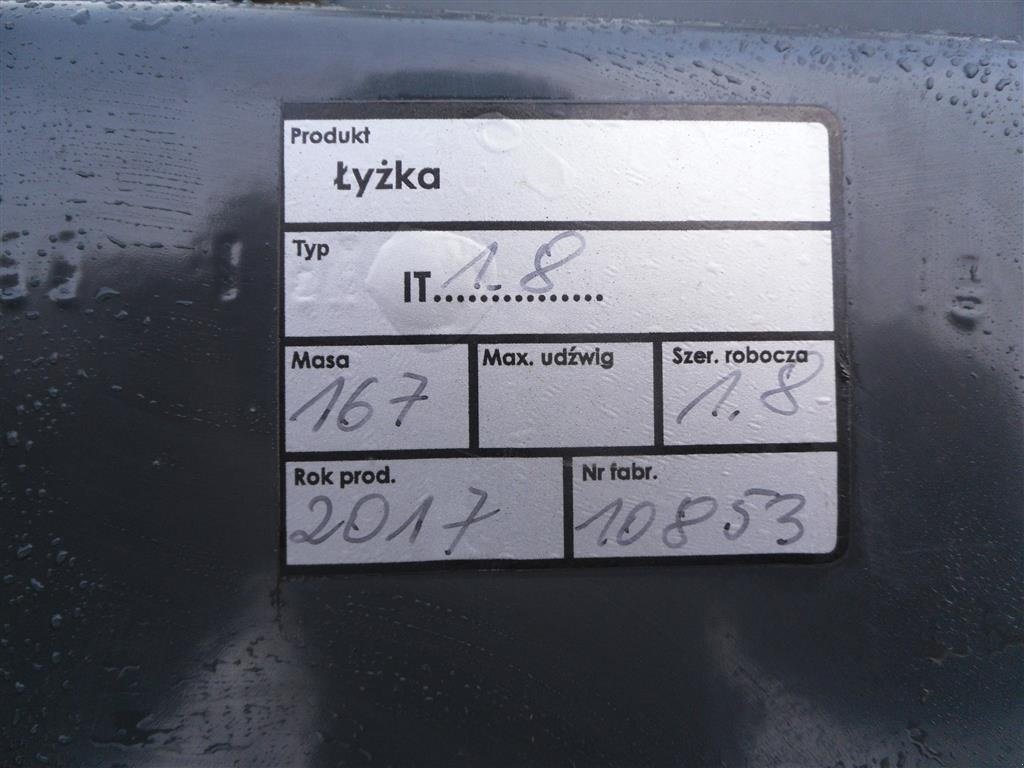 Produkt
Łyżka
Typ
IT 1.8
Masa
167
Max. udźwig
Szer. robocza
1.8
Rok prod.
2017
Nr fabr.
10853